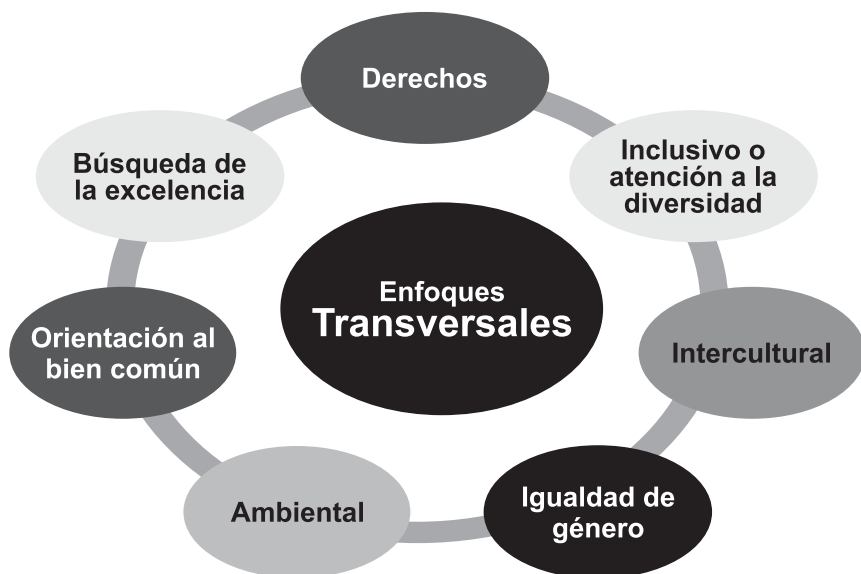 Derechos
Inclusivo o
atención a la
diversidad
Intercultural
Igualdad de
género
Ambiental
Orientación al
bien común
Búsqueda de
la excelencia
Enfoques
Transversales